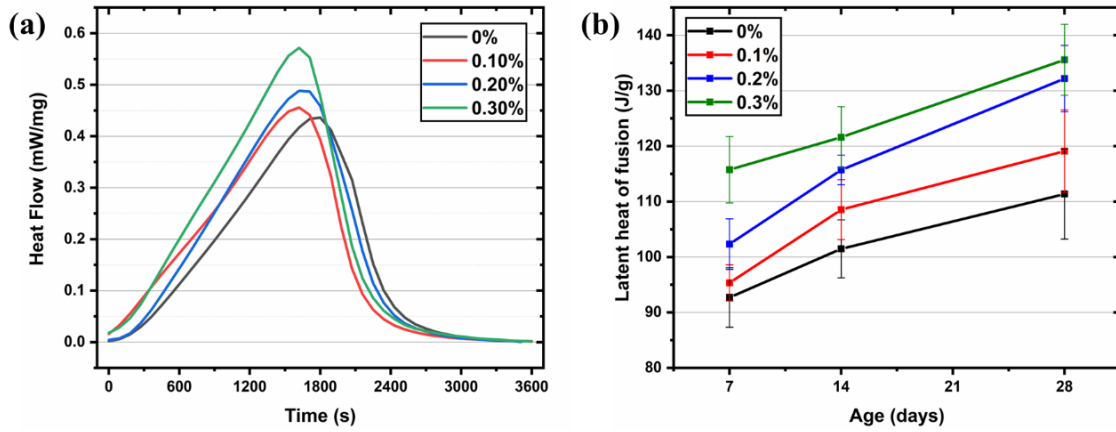 (a)
0.6
0.5
0.4
0.3
0.2
0.1
0.0
Heat Flow (mW/mg)
0%
0.10%
0.20%
0.30%
0 600 1200 1800 2400 3000 3600
Time (s)
(b)
140
130
120
110
100
90
80
Latent heat of fusion (J/g)
0%
0.1%
0.2%
0.3%
7 14 21 28
Age (days)